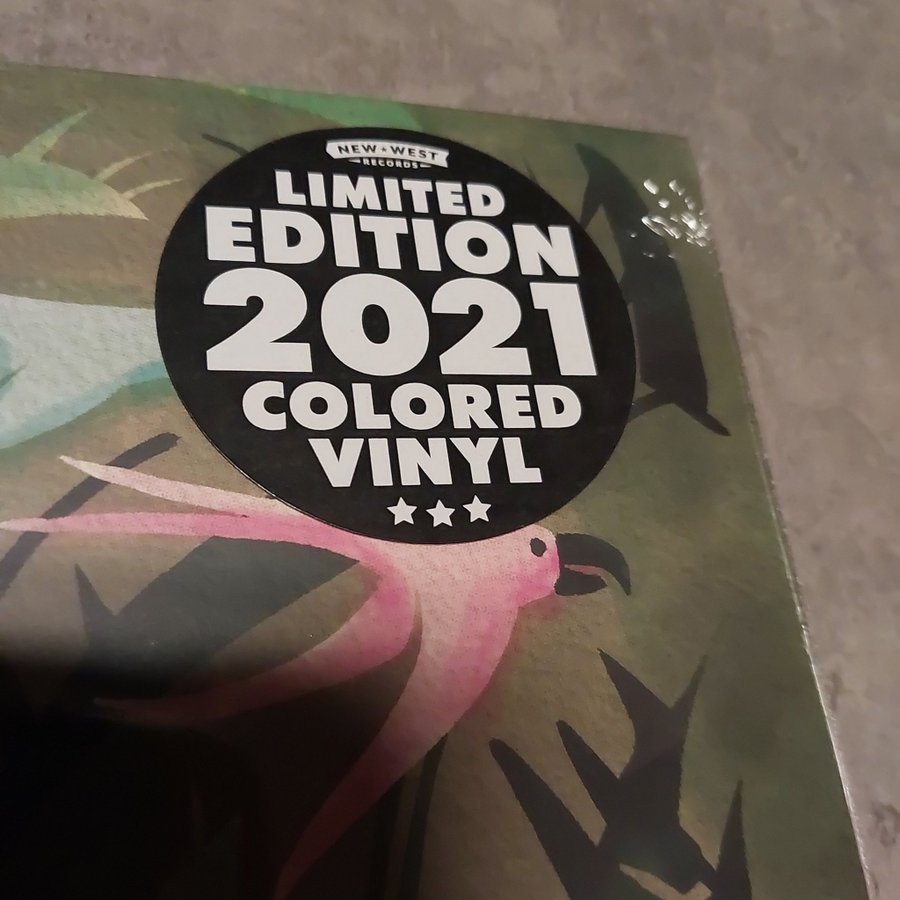 NEW★WEST
RECORDS
LIMITED
EDITION
2021
COLORED
VINYL